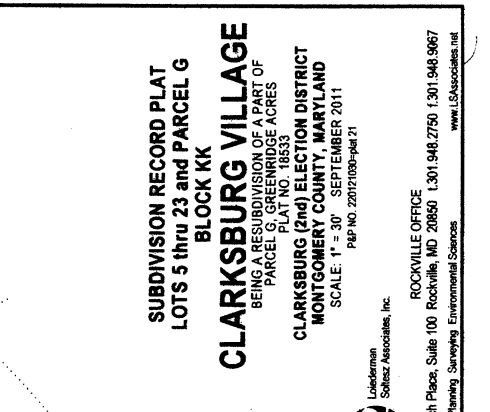 SUBDIVISION RECORD PLAT
LOTS 5 thru 23 and PARCEL G
BLOCK KK
CLARKSBURG VILLAGE
BEING A RESUBDIVISION OF A PART OF
PARCEL G, GREENRIDGE ACRES
PLAT NO. 18533
CLARKSBURG (2nd) ELECTION DISTRICT
MONTGOMERY COUNTY, MARYLAND
SCALE: 1" = 30' SEPTEMBER 2011
P&P NO. 220121030=plat 21
Loiederman
Soltesz Associates, Inc.
ROCKVILLE OFFICE
Place, Suite 100 Rockville, MD 20850 t.301.948.2750 f.301.948.9067
Surveying Environmental Sciences www.LSAssociates.net